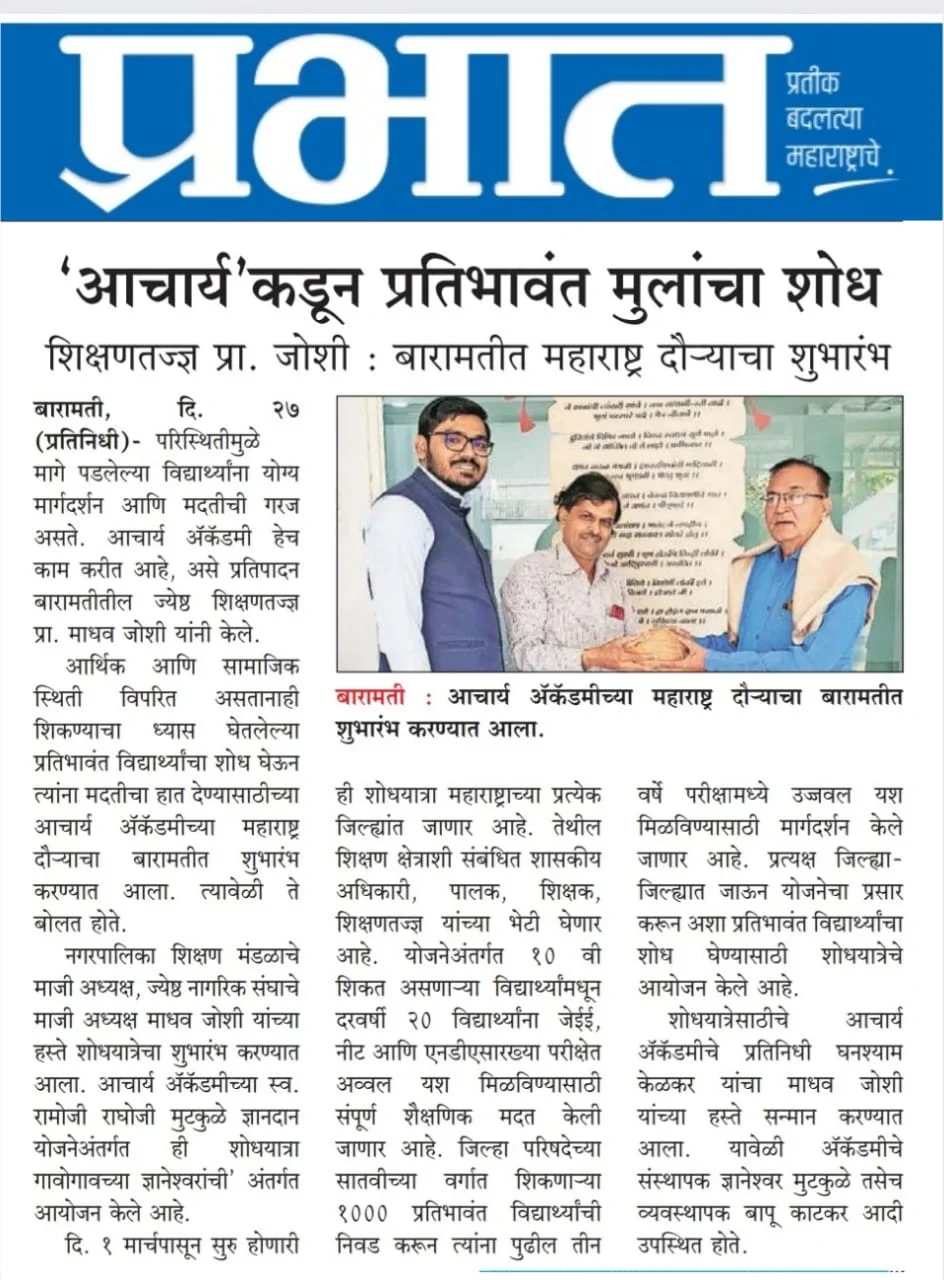 प्रभात
प्रतीक
बदलत्या
महाराष्ट्राचे
‘आचार्य’कडून प्रतिभावंत मुलांचा शोध
शिक्षणतज्ज्ञ प्रा. जोशी : बारामतीत महाराष्ट्र दौऱ्याचा शुभारंभ
बारामती, दि. २७
(प्रतिनिधी)- परिस्थितीमुळे
मागे पडलेल्या विद्यार्थ्यांना योग्य
मार्गदर्शन आणि मदतीची गरज
असते. आचार्य ॲकॅडमी हेच
काम करीत आहे, असे प्रतिपादन
बारामतीतील ज्येष्ठ शिक्षणतज्ज्ञ
प्रा. माधव जोशी यांनी केले.
आर्थिक आणि सामाजिक
स्थिती विपरित असतानाही
शिकण्याचा ध्यास घेतलेल्या
प्रतिभावंत विद्यार्थ्यांचा शोध घेऊन
त्यांना मदतीचा हात देण्यासाठीच्या
आचार्य ॲकॅडमीच्या महाराष्ट्र
दौऱ्याचा बारामतीत शुभारंभ
करण्यात आला. त्यावेळी ते
बोलत होते.
नगरपालिका शिक्षण मंडळाचे
माजी अध्यक्ष, ज्येष्ठ नागरिक संघाचे
माजी अध्यक्ष माधव जोशी यांच्या
हस्ते शोधयात्रेचा शुभारंभ करण्यात
आला. आचार्य ॲकॅडमीच्या स्व.
रामोजी राघोजी मुटकुळे ज्ञानदान
योजनेअंतर्गत ही शोधयात्रा
गावोगावच्या ज्ञानेश्वरांची’ अंतर्गत
आयोजन केले आहे.
दि. १ मार्चपासून सुरु होणारी
बारामती : आचार्य ॲकॅडमीच्या महाराष्ट्र दौऱ्याचा बारामतीत
शुभारंभ करण्यात आला.
ही शोधयात्रा महाराष्ट्राच्या प्रत्येक
जिल्ह्यांत जाणार आहे. तेथील
शिक्षण क्षेत्राशी संबंधित शासकीय
अधिकारी, पालक, शिक्षक,
शिक्षणतज्ज्ञ यांच्या भेटी घेणार
आहे. योजनेअंतर्गत १० वी
शिकत असणाऱ्या विद्यार्थ्यांमधून
दरवर्षी २० विद्यार्थ्यांना जेईई,
नीट आणि एनडीएसारख्या परीक्षेत
अव्वल यश मिळविण्यासाठी
संपूर्ण शैक्षणिक मदत केली
जाणार आहे. जिल्हा परिषदेच्या
सातवीच्या वर्गात शिकणाऱ्या
१००० प्रतिभावंत विद्यार्थ्यांची
निवड करून त्यांना पुढील तीन
वर्षे परीक्षामध्ये उज्जवल यश
मिळविण्यासाठी मार्गदर्शन केले
जाणार आहे. प्रत्यक्ष जिल्ह्या-
जिल्ह्यात जाऊन योजनेचा प्रसार
करून अशा प्रतिभावंत विद्यार्थ्यांचा
शोध घेण्यासाठी शोधयात्रेचे
आयोजन केले आहे.
शोधयात्रेसाठीचे आचार्य
ॲकॅडमीचे प्रतिनिधी घनश्याम
केळकर यांचा माधव जोशी
यांच्या हस्ते सन्मान करण्यात
आला. यावेळी ॲकॅडमीचे
संस्थापक ज्ञानेश्वर मुटकुळे तसेच
व्यवस्थापक बापू काटकर आदी
उपस्थित होते.